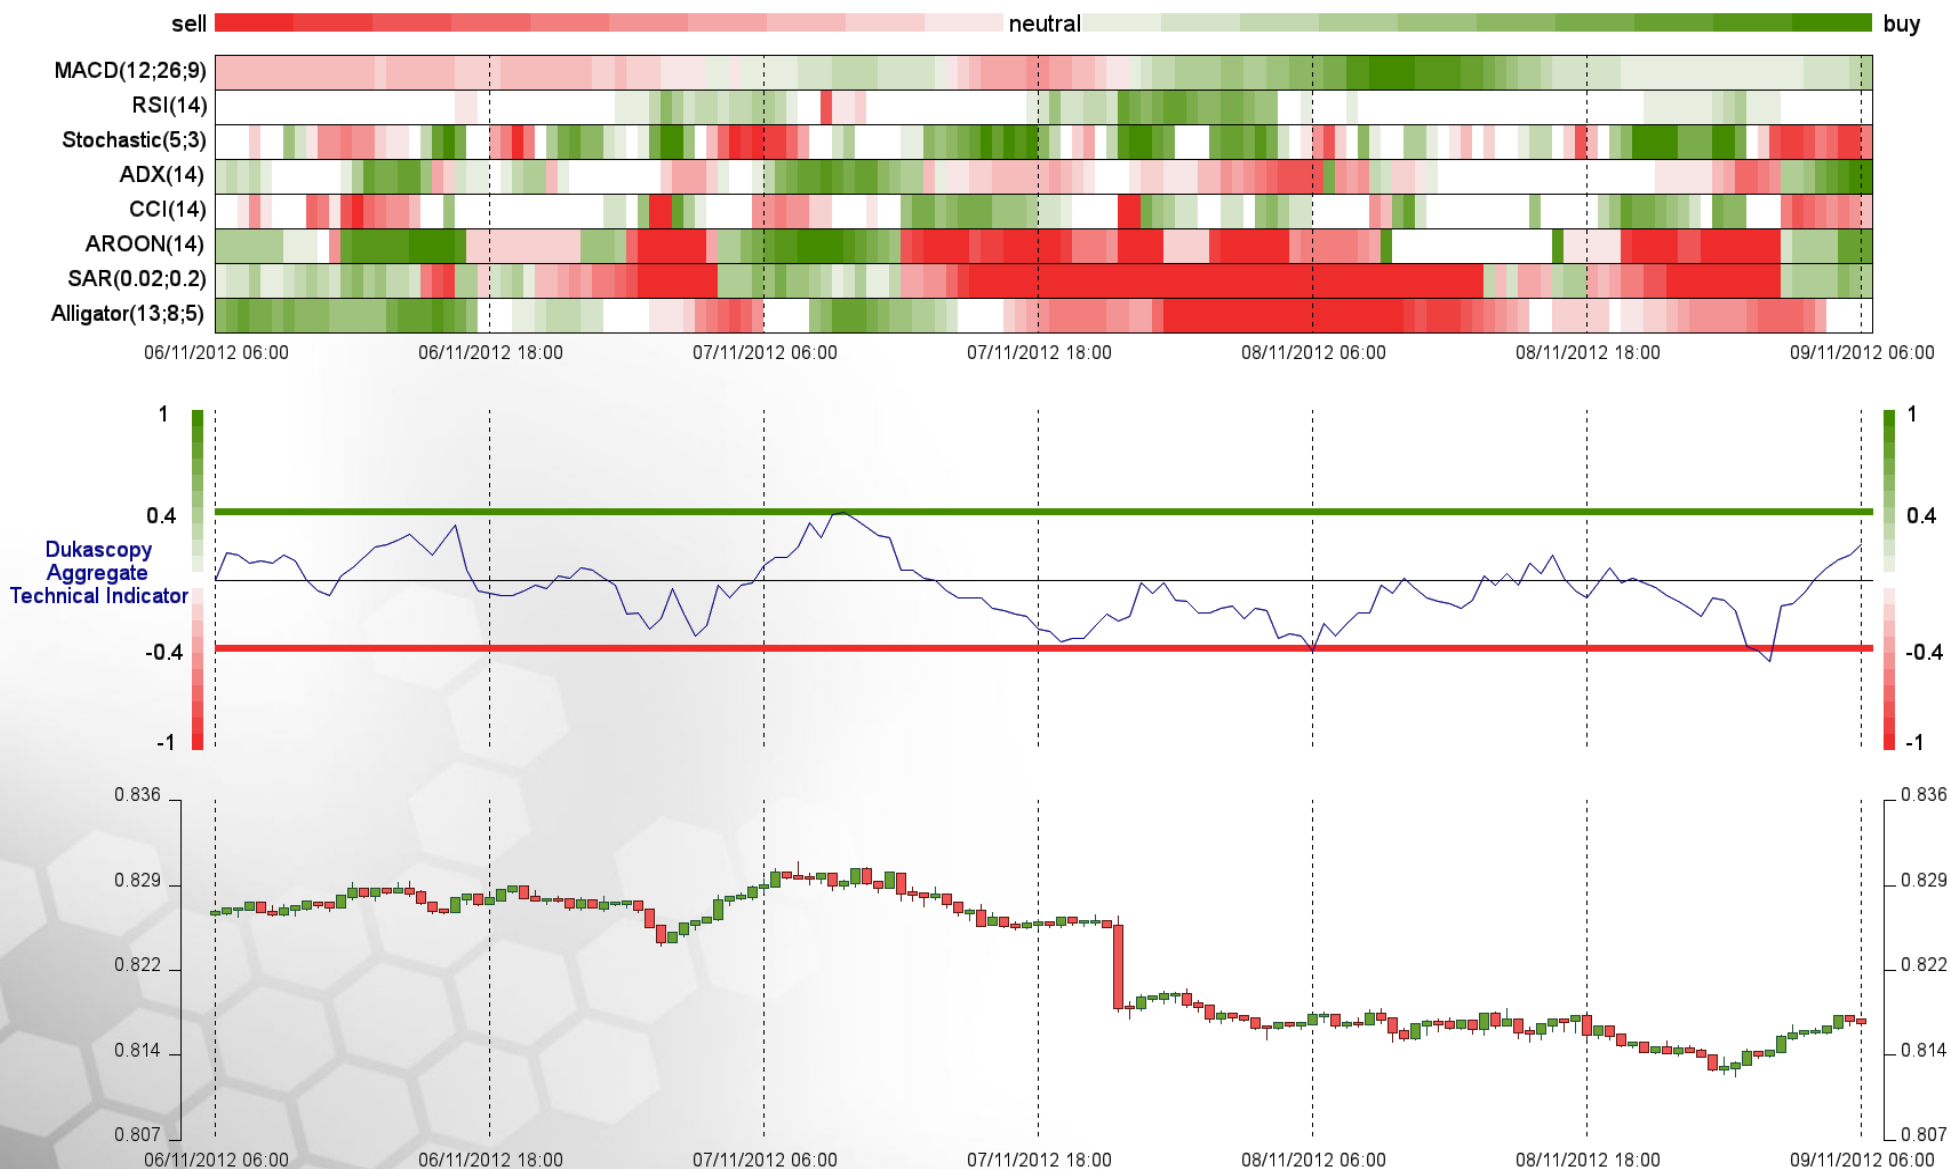 sell neutral buy
MACD(12;26;9)
RSI(14)
Stochastic(5;3)
ADX(14)
CCI(14)
AROON(14)
SAR(0.02;0.2)
Alligator(13;8;5)
06/11/2012 06:00 06/11/2012 18:00 07/11/2012 06:00 07/11/2012 18:00 08/11/2012 06:00 08/11/2012 18:00 09/11/2012 06:00
1 1
0.4 0.4
Dukascopy
Aggregate
Technical Indicator
-0.4 -0.4
-1 -1
0.836 0.836
0.829 0.829
0.822 0.822
0.814 0.814
0.807 0.807
06/11/2012 06:00 06/11/2012 18:00 07/11/2012 06:00 07/11/2012 18:00 08/11/2012 06:00 08/11/2012 18:00 09/11/2012 06:00